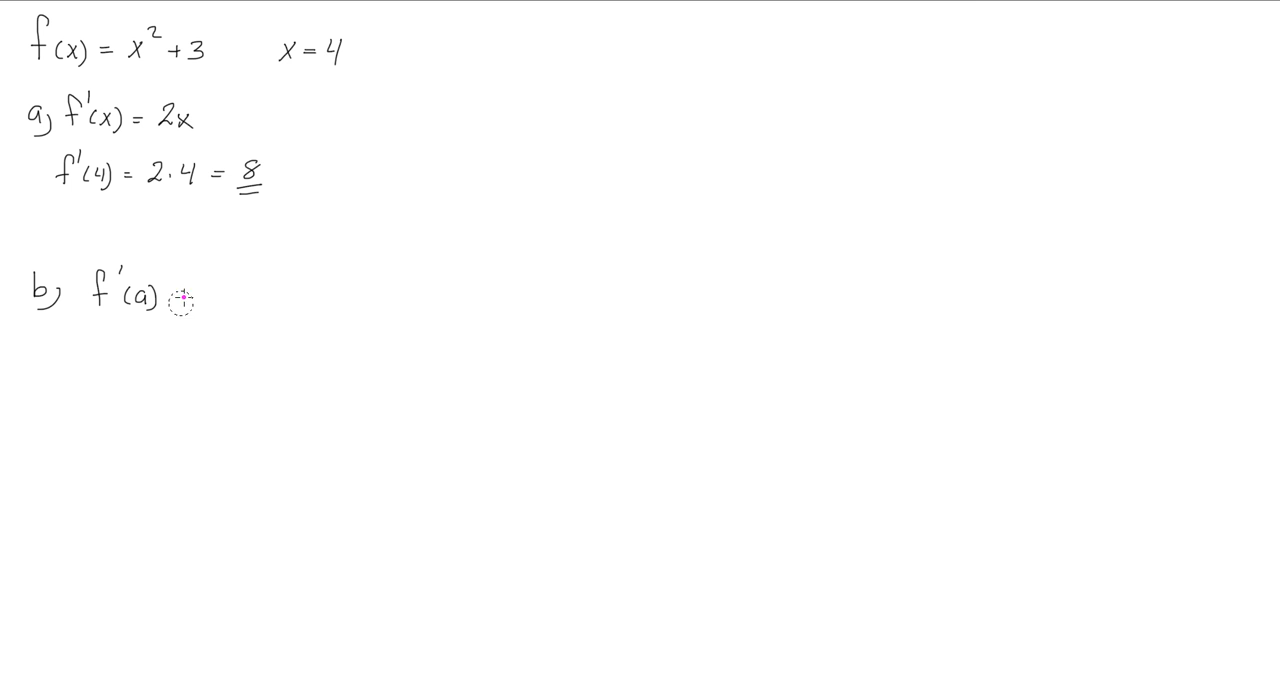 f(x) = x² + 3 x = 4
a) f'(x) = 2x
f'(4) = 2 · 4 = 8
b) f'(a)